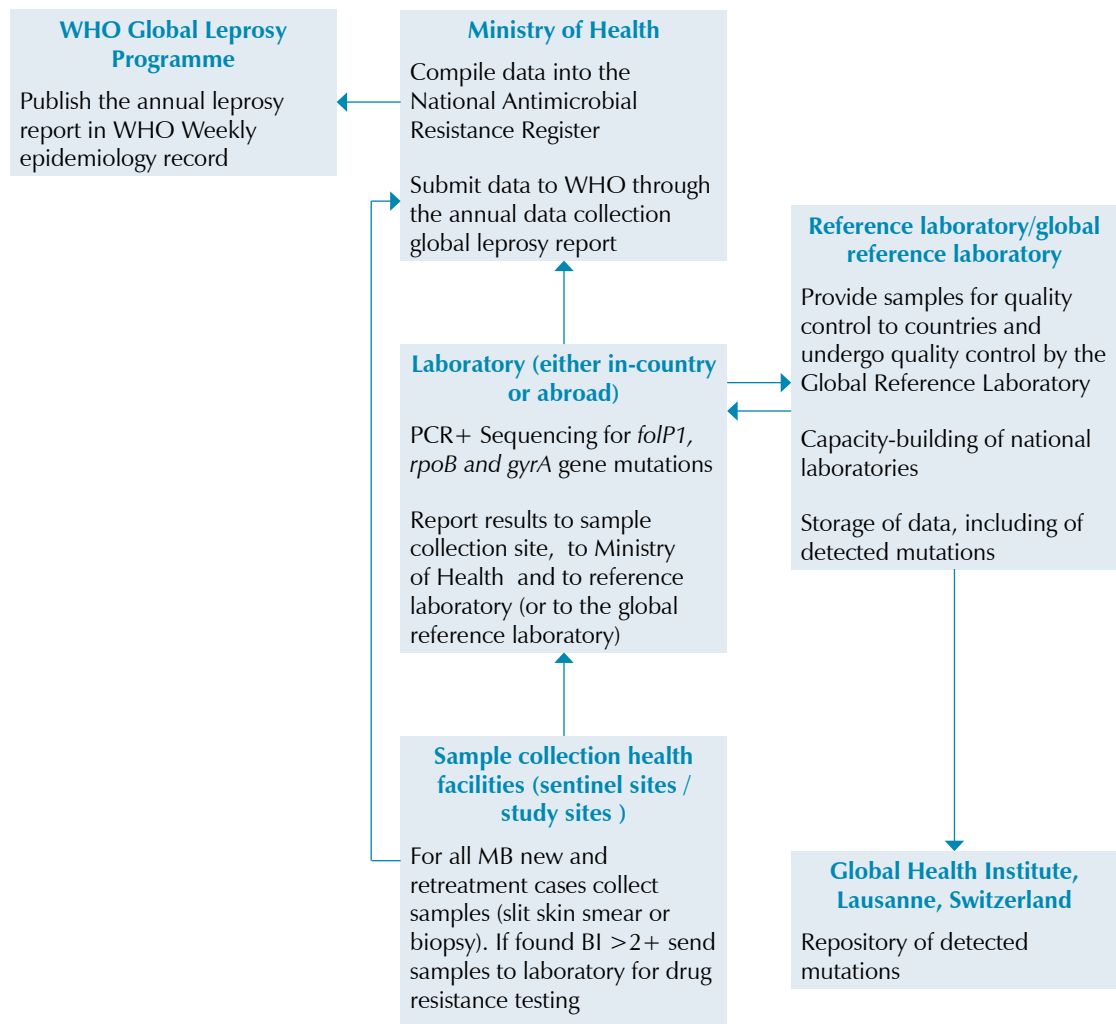 WHO Global Leprosy
Programme
Publish the annual leprosy
report in WHO Weekly
epidemiology record
Ministry of Health
Compile data into the
National Antimicrobial
Resistance Register
Submit data to WHO through
the annual data collection
global leprosy report
Reference laboratory/global
reference laboratory
Provide samples for quality
control to countries and
undergo quality control by the
Global Reference Laboratory
Capacity-building of national
laboratories
Storage of data, including of
detected mutations
Laboratory (either in-country
or abroad)
PCR+ Sequencing for folP1,
rpoB and gyrA gene mutations
Report results to sample
collection site, to Ministry
of Health and to reference
laboratory (or to the global
reference laboratory)
Sample collection health
facilities (sentinel sites /
study sites )
For all MB new and
retreatment cases collect
samples (slit skin smear or
biopsy). If found BI >2+ send
samples to laboratory for drug
resistance testing
Global Health Institute,
Lausanne, Switzerland
Repository of detected
mutations